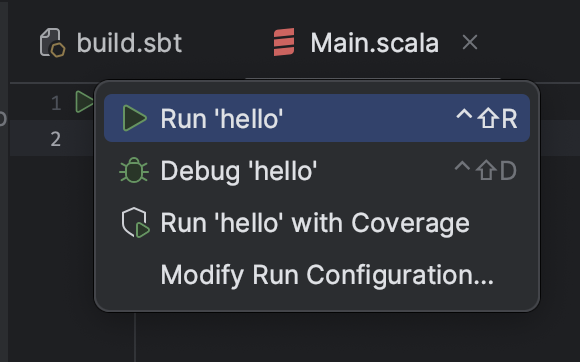 build.sbt Main.scala
1
Run 'hello' ^⇧R
2
Debug 'hello' ^⇧D
Run 'hello' with Coverage
Modify Run Configuration...